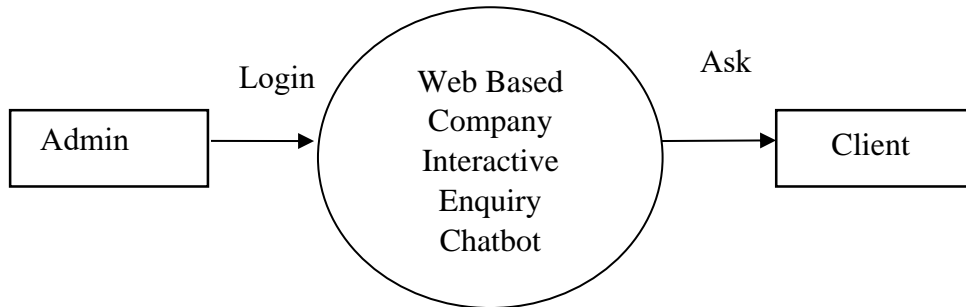 Login
Ask
Admin
Web Based
Company
Interactive
Enquiry
Chatbot
Client